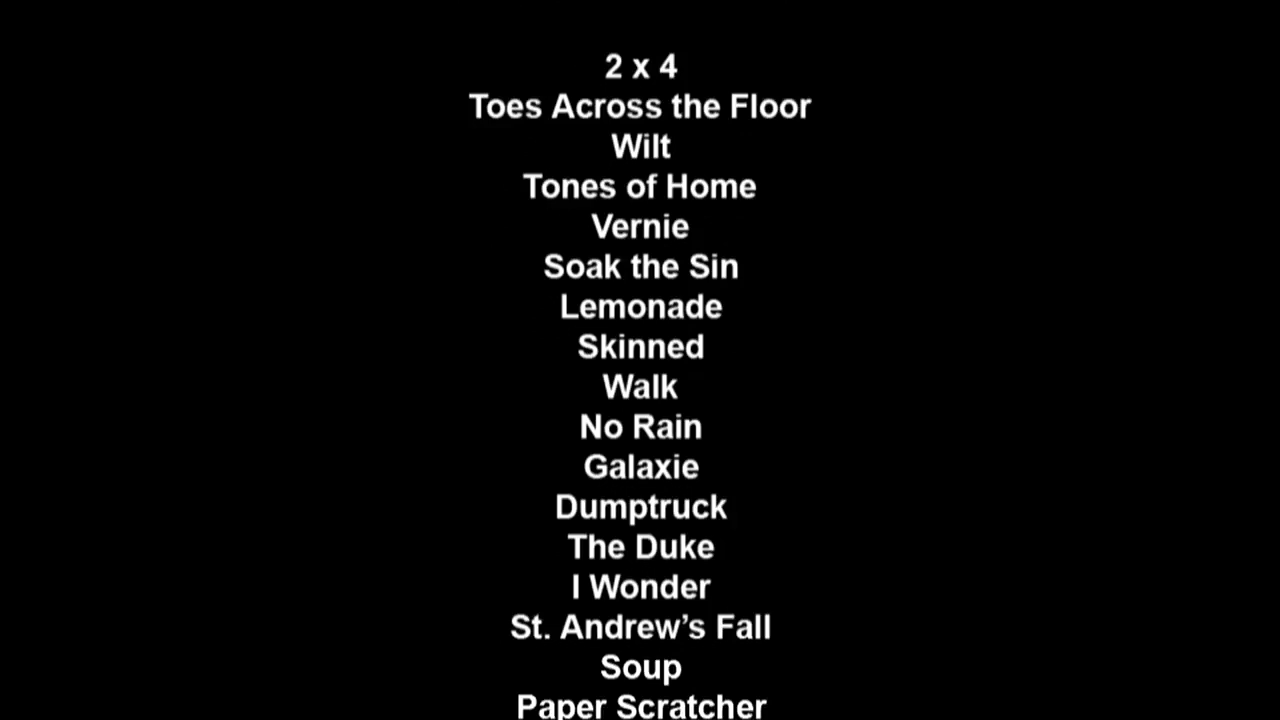 2 x 4
Toes Across the Floor
Wilt
Tones of Home
Vernie
Soak the Sin
Lemonade
Skinned
Walk
No Rain
Galaxie
Dumptruck
The Duke
I Wonder
St. Andrew’s Fall
Soup
Paper Scratcher